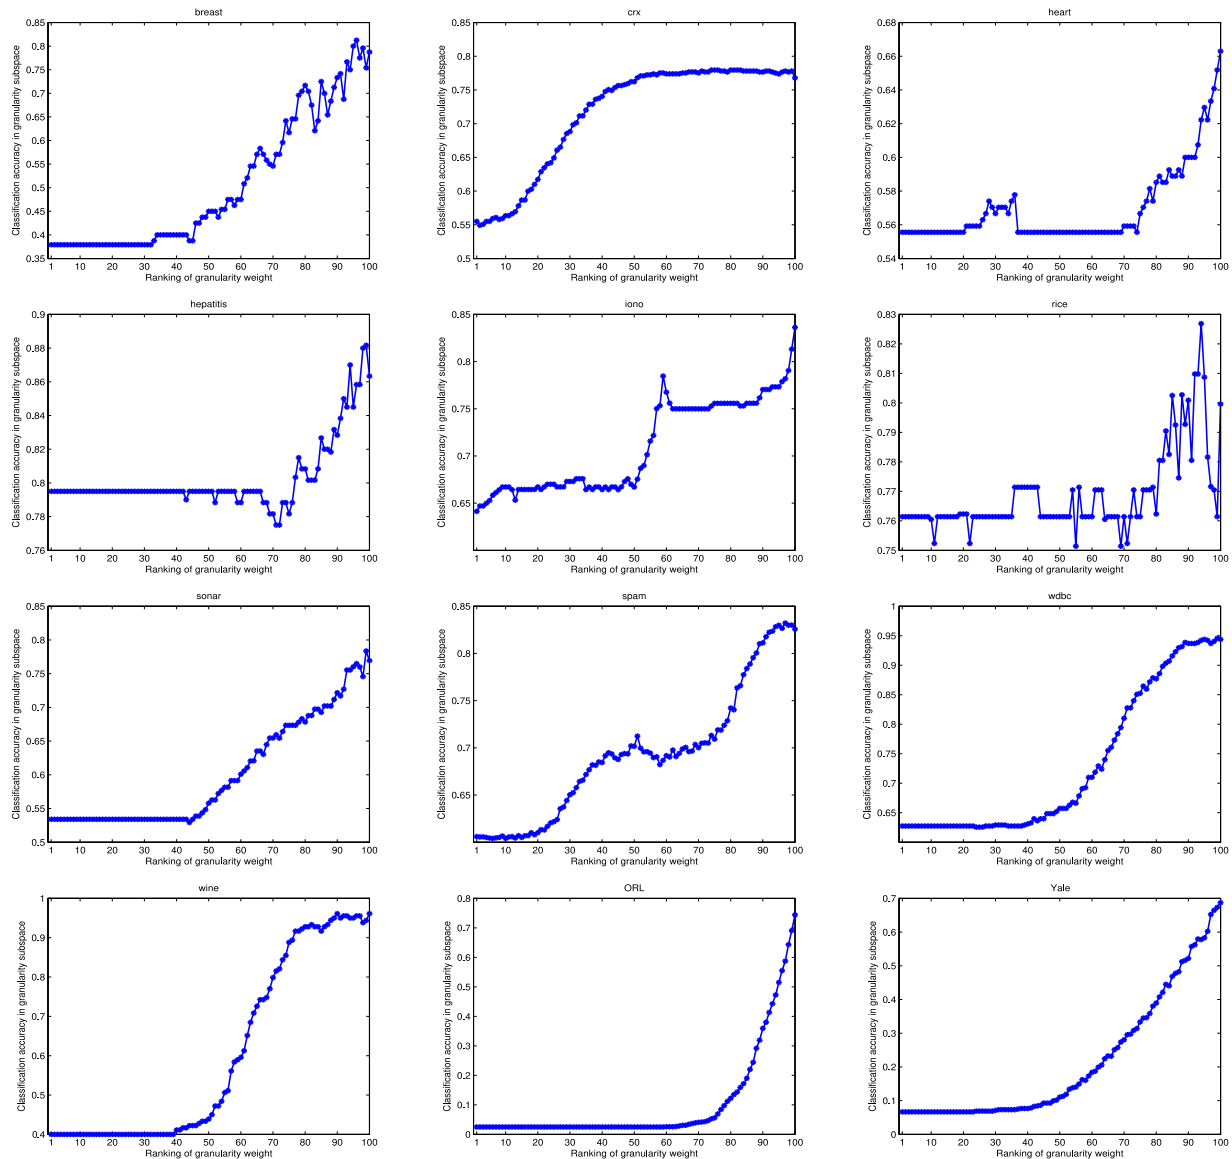 breast
Classification accuracy in granularity subspace
0.85
0.8
0.75
0.7
0.65
0.6
0.55
0.5
0.45
0.4
0.35
1 10 20 30 40 50 60 70 80 90 100
Ranking of granularity weight
crx
Classification accuracy in granularity subspace
0.85
0.8
0.75
0.7
0.65
0.6
0.55
0.5
1 10 20 30 40 50 60 70 80 90 100
Ranking of granularity weight
heart
Classification accuracy in granularity subspace
0.68
0.66
0.64
0.62
0.6
0.58
0.56
0.54
1 10 20 30 40 50 60 70 80 90 100
Ranking of granularity weight
hepatitis
Classification accuracy in granularity subspace
0.9
0.88
0.86
0.84
0.82
0.8
0.78
0.76
1 10 20 30 40 50 60 70 80 90 100
Ranking of granularity weight
iono
Classification accuracy in granularity subspace
0.85
0.8
0.75
0.7
0.65
1 10 20 30 40 50 60 70 80 90 100
Ranking of granularity weight
rice
Classification accuracy in granularity subspace
0.83
0.82
0.81
0.8
0.79
0.78
0.77
0.76
0.75
1 10 20 30 40 50 60 70 80 90 100
Ranking of granularity weight
sonar
Classification accuracy in granularity subspace
0.85
0.8
0.75
0.7
0.65
0.6
0.55
0.5
1 10 20 30 40 50 60 70 80 90 100
Ranking of granularity weight
spam
Classification accuracy in granularity subspace
0.85
0.8
0.75
0.7
0.65
1 10 20 30 40 50 60 70 80 90 100
Ranking of granularity weight
wdbc
Classification accuracy in granularity subspace
1
0.95
0.9
0.85
0.8
0.75
0.7
0.65
1 10 20 30 40 50 60 70 80 90 100
Ranking of granularity weight
wine
Classification accuracy in granularity subspace
1
0.9
0.8
0.7
0.6
0.5
0.4
1 10 20 30 40 50 60 70 80 90 100
Ranking of granularity weight
ORL
Classification accuracy in granularity subspace
0.8
0.7
0.6
0.5
0.4
0.3
0.2
0.1
0
1 10 20 30 40 50 60 70 80 90 100
Ranking of granularity weight
Yale
Classification accuracy in granularity subspace
0.7
0.6
0.5
0.4
0.3
0.2
0.1
0
1 10 20 30 40 50 60 70 80 90 100
Ranking of granularity weight